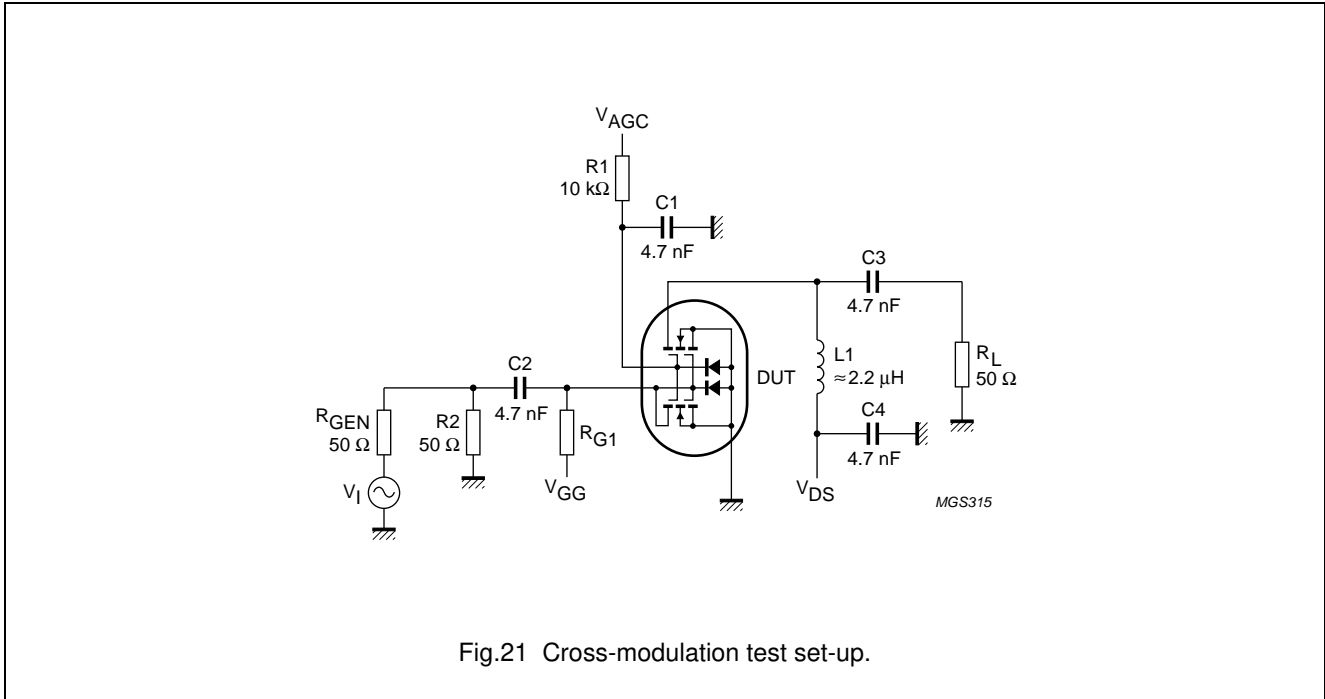 VAGC
R1
10 kΩ
C1
4.7 nF
C3
4.7 nF
L1
≈2.2 μH
RL
50 Ω
DUT
C2
4.7 nF
RGEN
50 Ω
R2
50 Ω
RG1
C4
4.7 nF
VI
VGG
VDS
MGS315
Fig.21 Cross-modulation test set-up.